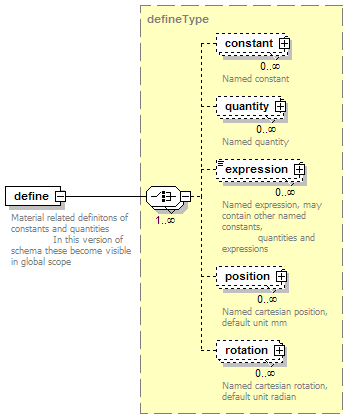 defineType
constant
0..∞
Named constant
quantity
0..∞
Named quantity
expression
0..∞
Named expression, may
contain other named
constants,
quantities and
expressions
define
1..∞
Material related definitons of
constants and quantities
In this version of
schema these become visible
in global scope
position
0..∞
Named cartesian position,
default unit mm
rotation
0..∞
Named cartesian rotation,
default unit radian